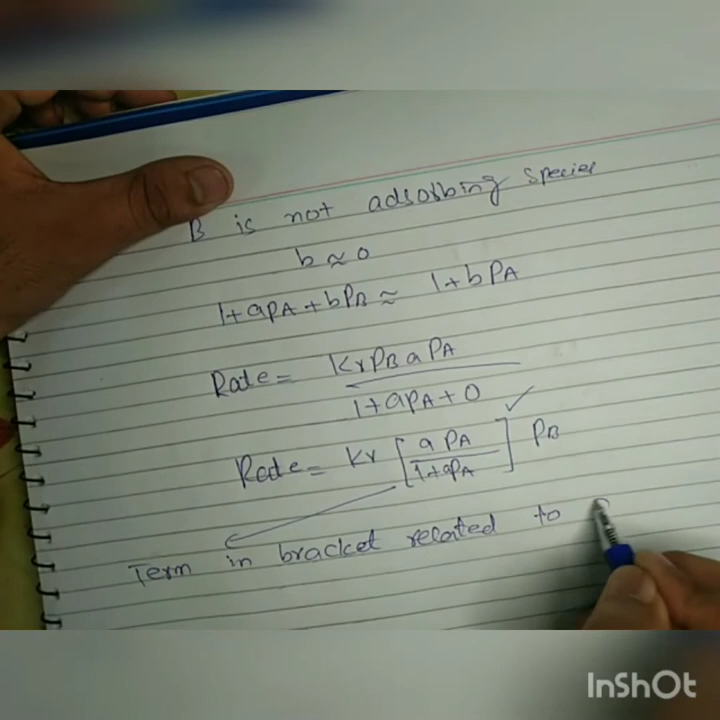 B is not adsorbing species
b ≈ 0
1+apA+bpB ≈ 1+bpA
Rate = KrpBapA / 1+apA+0
Rate = Kr [apA / 1+apA] pB ✓
Term in bracket related to
InShOt